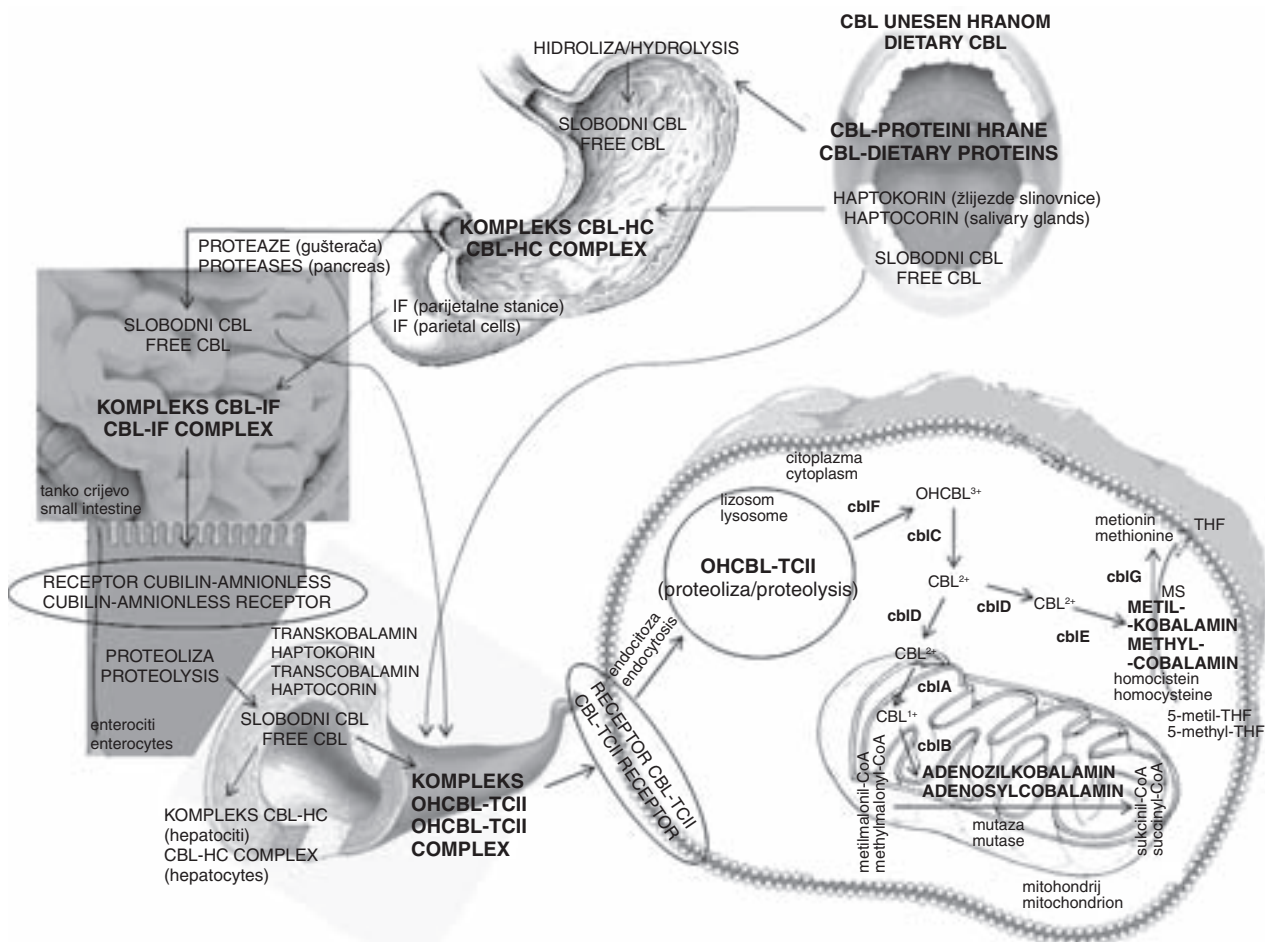 CBL UNESEN HRANOM
DIETARY CBL
HIDROLIZA/HYDROLYSIS
SLOBODNI CBL
FREE CBL
CBL-PROTEINI HRANE
CBL-DIETARY PROTEINS
HAPTOKORIN (žlijezde slinovnice)
HAPTOCORIN (salivary glands)
SLOBODNI CBL
FREE CBL
KOMPLEKS CBL-HC
CBL-HC COMPLEX
PROTEAZE (gušterača)
PROTEASES (pancreas)
IF (parijetalne stanice)
IF (parietal cells)
SLOBODNI CBL
FREE CBL
KOMPLEKS CBL-IF
CBL-IF COMPLEX
tanko crijevo
small intestine
RECEPTOR CUBILIN-AMNIONLESS
CUBILIN-AMNIONLESS RECEPTOR
PROTEOLIZA
PROTEOLYSIS
enterociti
enterocytes
TRANSKOBALAMIN
HAPTOKORIN
TRANSCOBALAMIN
HAPTOCORIN
SLOBODNI CBL
FREE CBL
KOMPLEKS CBL-HC
(hepatociti)
CBL-HC COMPLEX
(hepatocytes)
KOMPLEKS
OHCBL-TCII
OHCBL-TCII
COMPLEX
RECEPTOR CBL-TCII
CBL-TCII RECEPTOR
endocitoza
endocytosis
citoplazma
cytoplasm
lizosom
lysosome
OHCBL-TCII
(proteoliza/proteolysis)
cblF
OHCBL3+
cblC
CBL2+
cblD
CBL2+
cblE
cblD
CBL2+
cblA
CBL1+
cblB
metionin
methionine
THF
cblG
MS
METIL-
-KOBALAMIN
METHYL-
-COBALAMIN
homocistein
homocysteine
5-metil-THF
5-methyl-THF
ADENOZILKOBALAMIN
ADENOSYLCOBALAMIN
metilmalonil-CoA
methylmalonyl-CoA
mutaza
mutase
sukcinil-CoA
succinyl-CoA
mitohondrij
mitochondrion